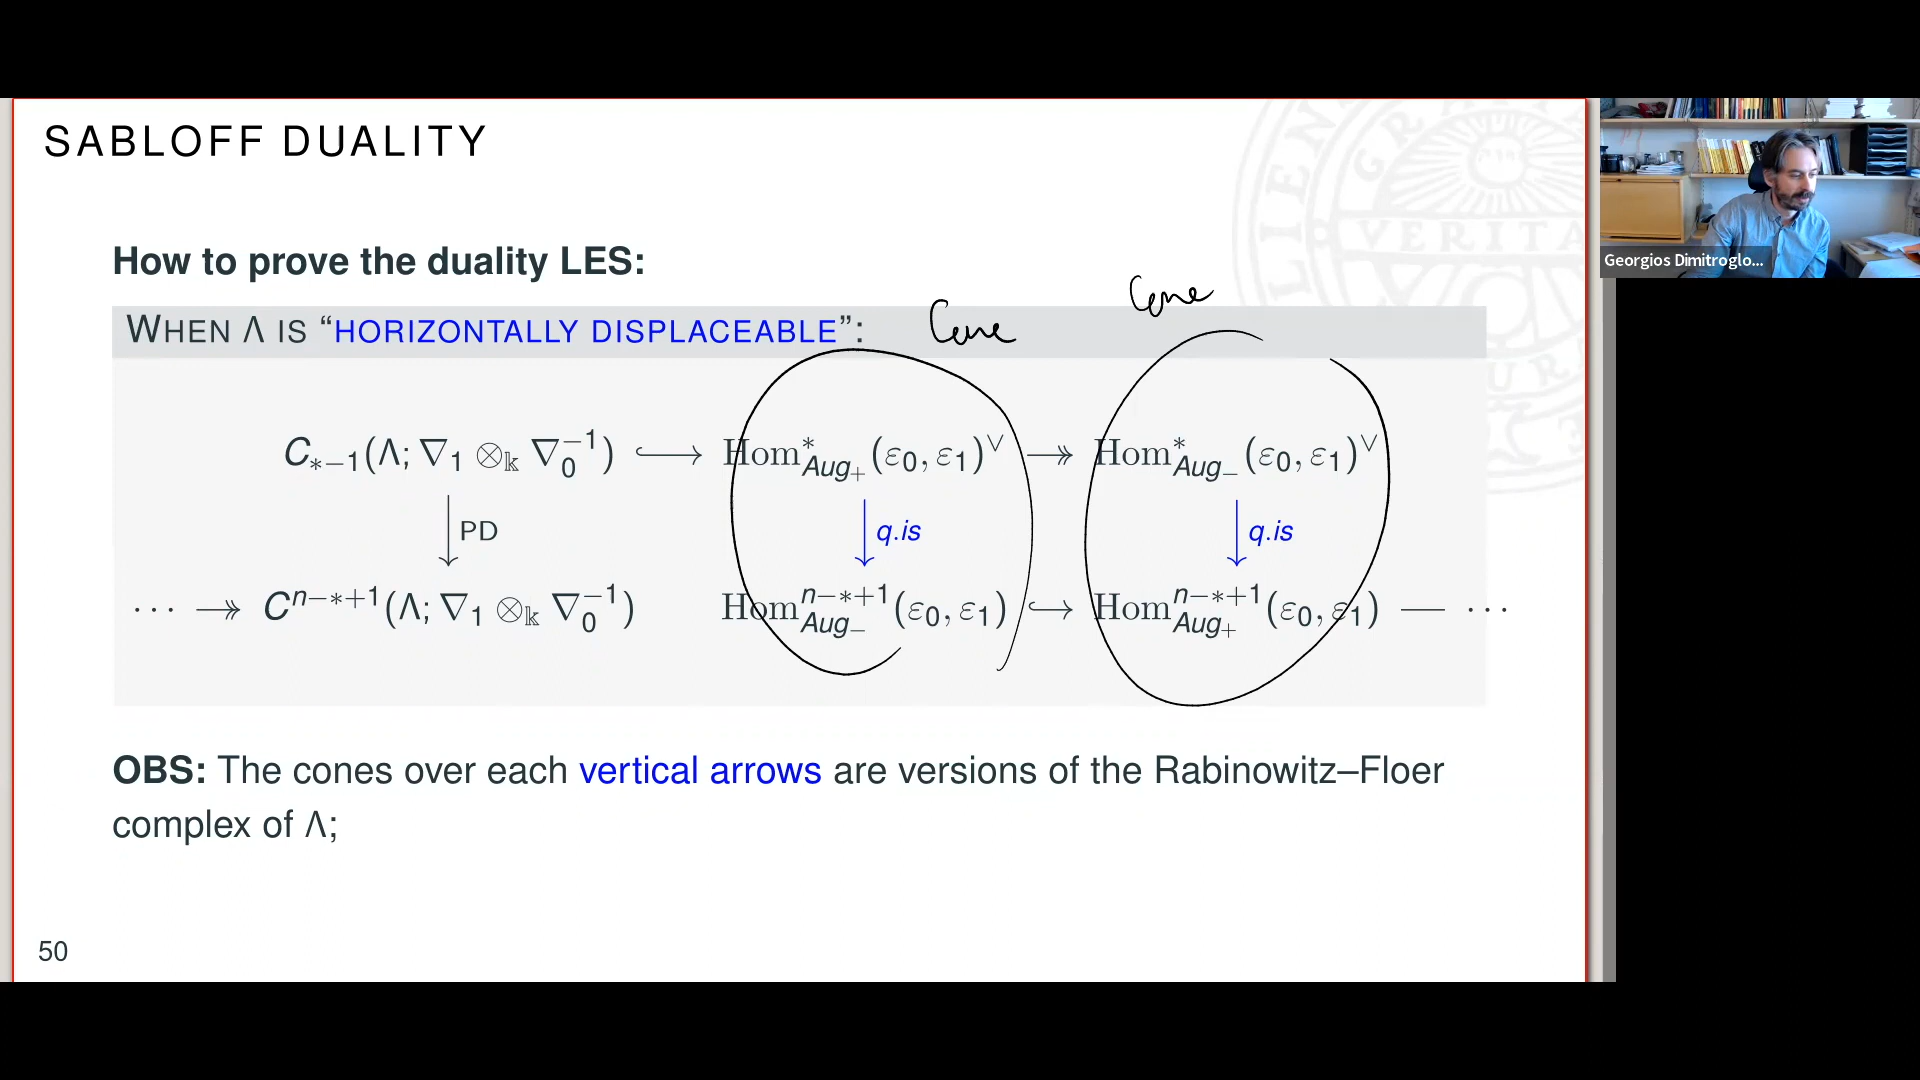 SABLOFF DUALITY
How to prove the duality LES:
Cone
Cone
WHEN Λ IS “HORIZONTALLY DISPLACEABLE”:
C_{*−1}(Λ; ∇_1 ⊗_𝕜 ∇_0^{−1}) ↪ Hom^*_{Aug_+}(ε_0, ε_1)^∨ ↠ Hom^*_{Aug_−}(ε_0, ε_1)^∨
PD q.is q.is
⋯ ↠ C^{n−*+1}(Λ; ∇_1 ⊗_𝕜 ∇_0^{−1}) Hom^{n−*+1}_{Aug_−}(ε_0, ε_1) ↪ Hom^{n−*+1}_{Aug_+}(ε_0, ε_1) — ⋯
OBS: The cones over each vertical arrows are versions of the Rabinowitz–Floer
complex of Λ;
50
Georgios Dimitroglo...
VERITA